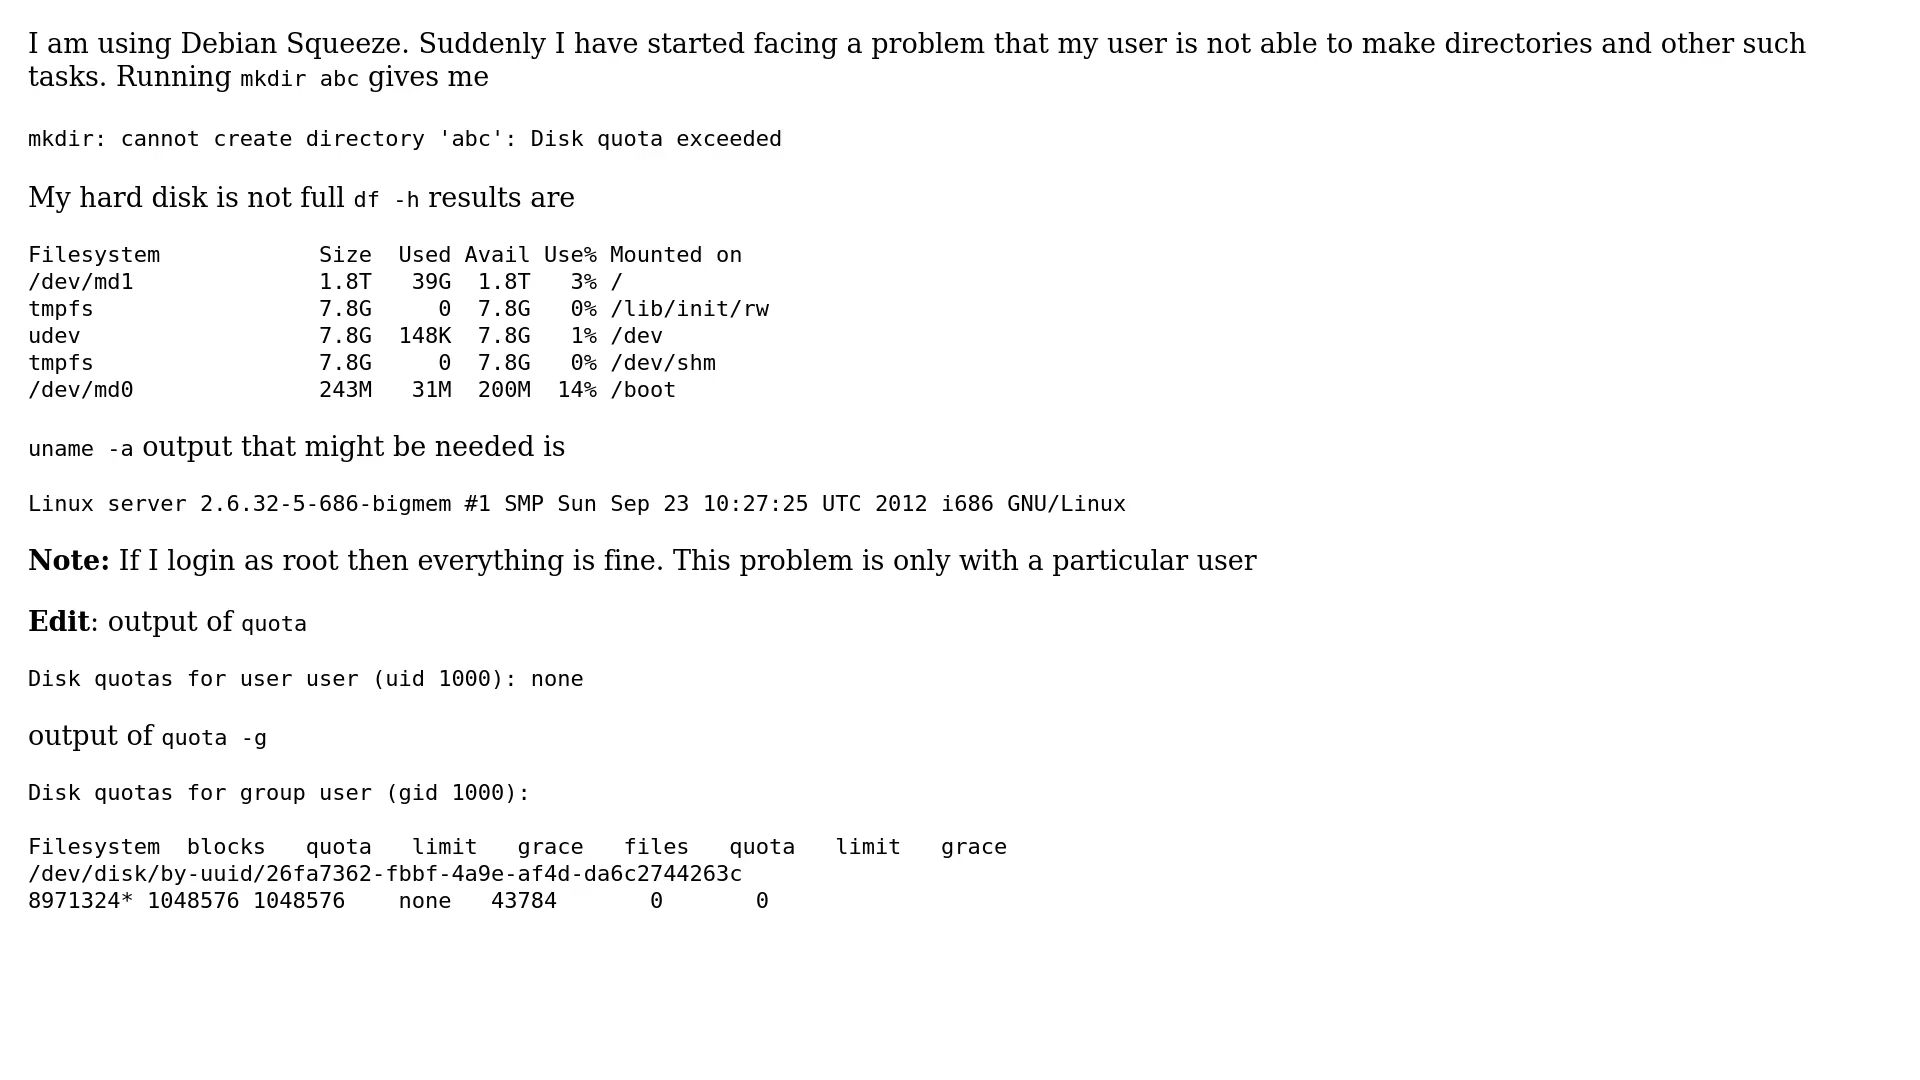 I am using Debian Squeeze. Suddenly I have started facing a problem that my user is not able to make directories and other such
tasks. Running mkdir abc gives me
mkdir: cannot create directory 'abc': Disk quota exceeded
My hard disk is not full df -h results are
Filesystem            Size  Used Avail Use% Mounted on
/dev/md1              1.8T   39G  1.8T   3% /
tmpfs                 7.8G     0  7.8G   0% /lib/init/rw
udev                  7.8G  148K  7.8G   1% /dev
tmpfs                 7.8G     0  7.8G   0% /dev/shm
/dev/md0              243M   31M  200M  14% /boot
uname -a output that might be needed is
Linux server 2.6.32-5-686-bigmem #1 SMP Sun Sep 23 10:27:25 UTC 2012 i686 GNU/Linux
Note: If I login as root then everything is fine. This problem is only with a particular user
Edit: output of quota
Disk quotas for user user (uid 1000): none
output of quota -g
Disk quotas for group user (gid 1000):
Filesystem  blocks   quota   limit   grace   files   quota   limit   grace
/dev/disk/by-uuid/26fa7362-fbbf-4a9e-af4d-da6c2744263c
8971324* 1048576 1048576    none   43784       0       0